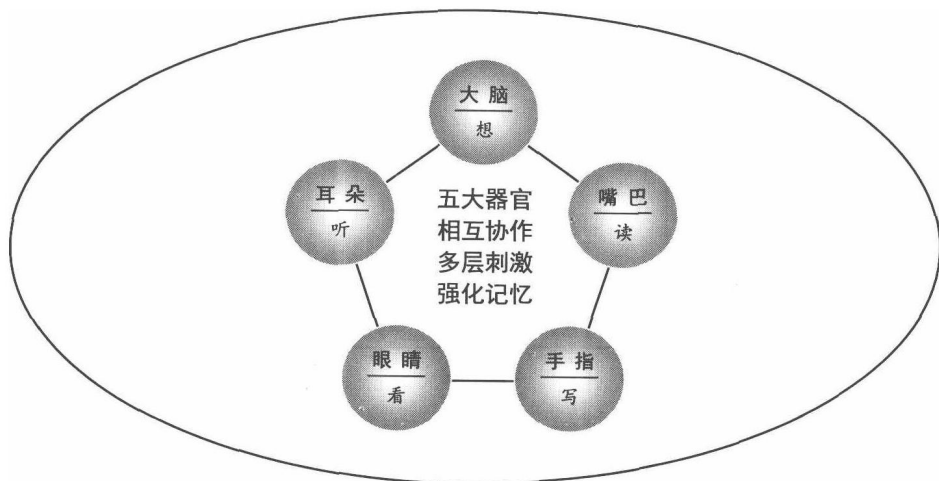 大脑
想
耳朵
听
嘴巴
读
五大器官
相互协作
多层刺激
强化记忆
眼睛
看
手指
写